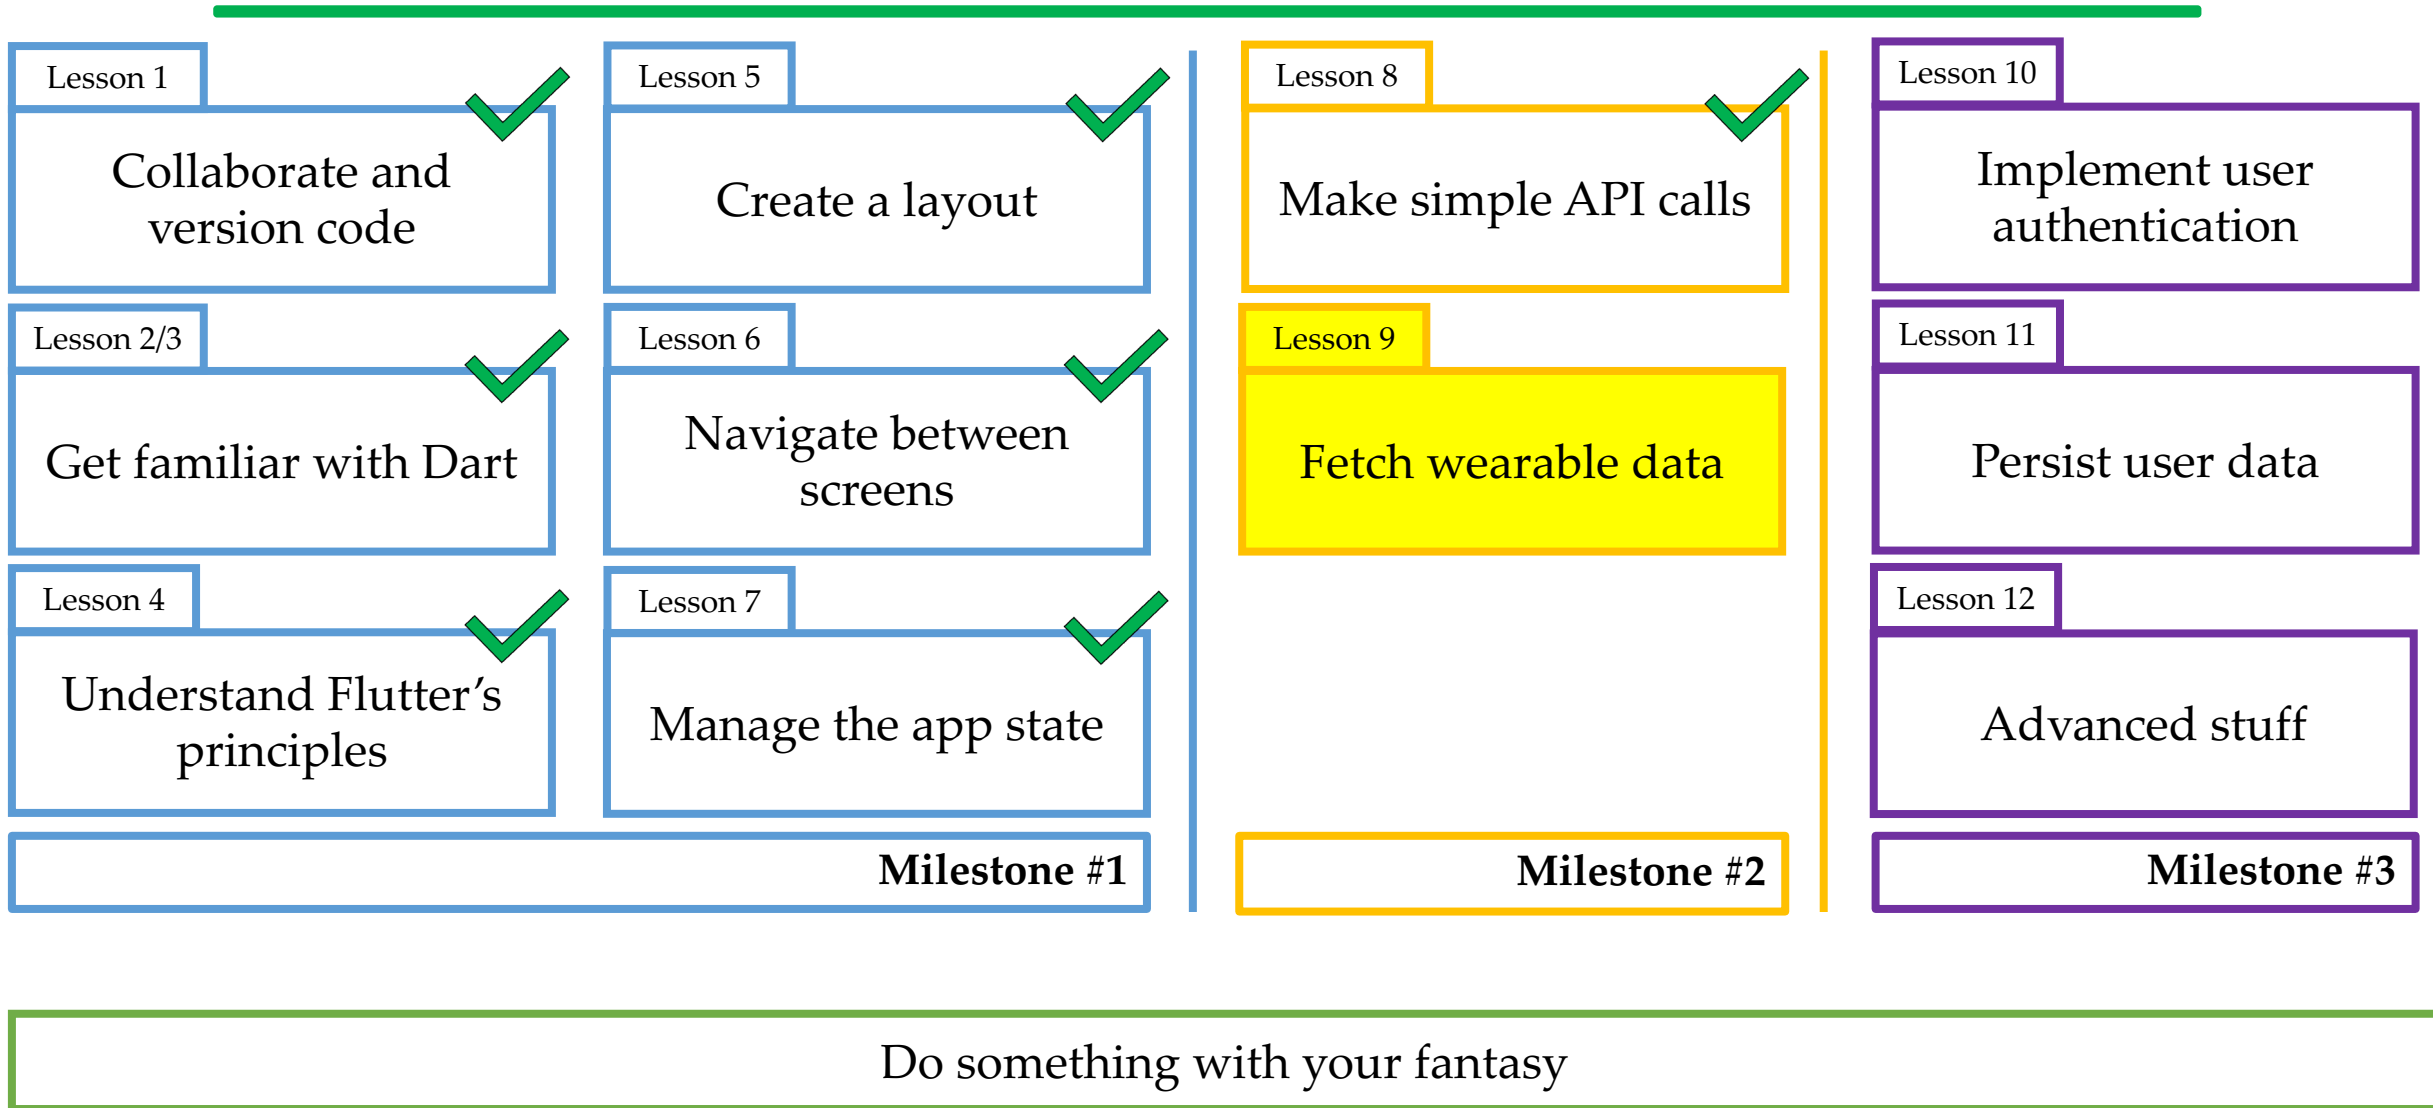 Lesson 1
Collaborate and
version code
Lesson 2/3
Get familiar with Dart
Lesson 4
Understand Flutter’s
principles
Lesson 5
Create a layout
Lesson 6
Navigate between
screens
Lesson 7
Manage the app state
Milestone #1
Lesson 8
Make simple API calls
Lesson 9
Fetch wearable data
Milestone #2
Lesson 10
Implement user
authentication
Lesson 11
Persist user data
Lesson 12
Advanced stuff
Milestone #3
Do something with your fantasy